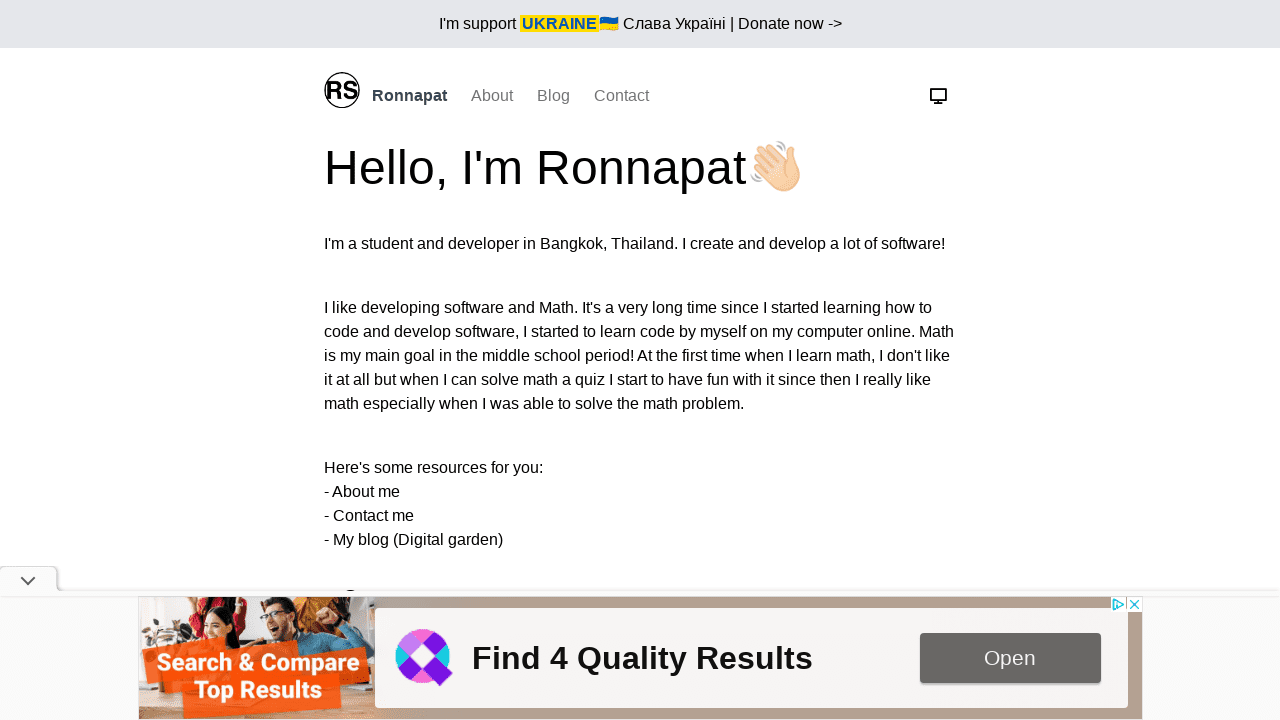 I'm support UKRAINE🇺🇦 Слава Україні | Donate now ->
RS Ronnapat About Blog Contact
Hello, I'm Ronnapat👋🏻
I'm a student and developer in Bangkok, Thailand. I create and develop a lot of software!
I like developing software and Math. It's a very long time since I started learning how to
code and develop software, I started to learn code by myself on my computer online. Math
is my main goal in the middle school period! At the first time when I learn math, I don't like
it at all but when I can solve math a quiz I start to have fun with it since then I really like
math especially when I was able to solve the math problem.
Here's some resources for you:
- About me
- Contact me
- My blog (Digital garden)
Search & Compare
Top Results
Find 4 Quality Results
Open